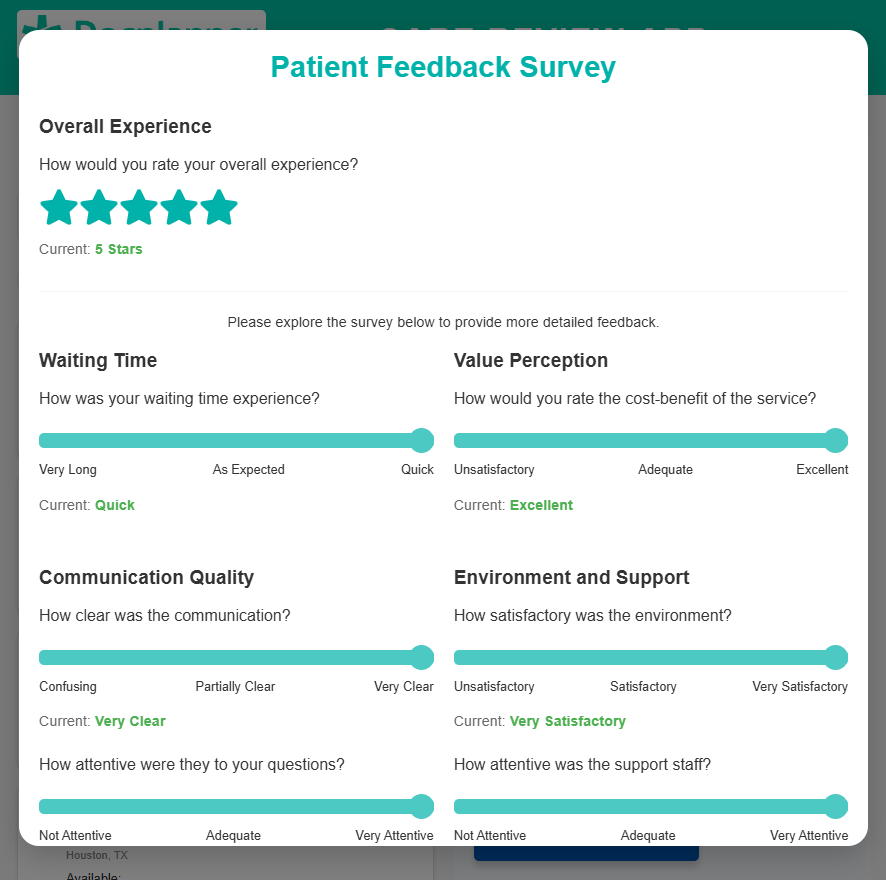 Patient Feedback Survey
Overall Experience
How would you rate your overall experience?
Current: 5 Stars
Please explore the survey below to provide more detailed feedback.
Waiting Time
How was your waiting time experience?
Very Long As Expected Quick
Current: Quick
Value Perception
How would you rate the cost-benefit of the service?
Unsatisfactory Adequate Excellent
Current: Excellent
Communication Quality
How clear was the communication?
Confusing Partially Clear Very Clear
Current: Very Clear
How attentive were they to your questions?
Not Attentive Adequate Very Attentive
Environment and Support
How satisfactory was the environment?
Unsatisfactory Satisfactory Very Satisfactory
Current: Very Satisfactory
How attentive was the support staff?
Not Attentive Adequate Very Attentive
Houston, TX
Available: